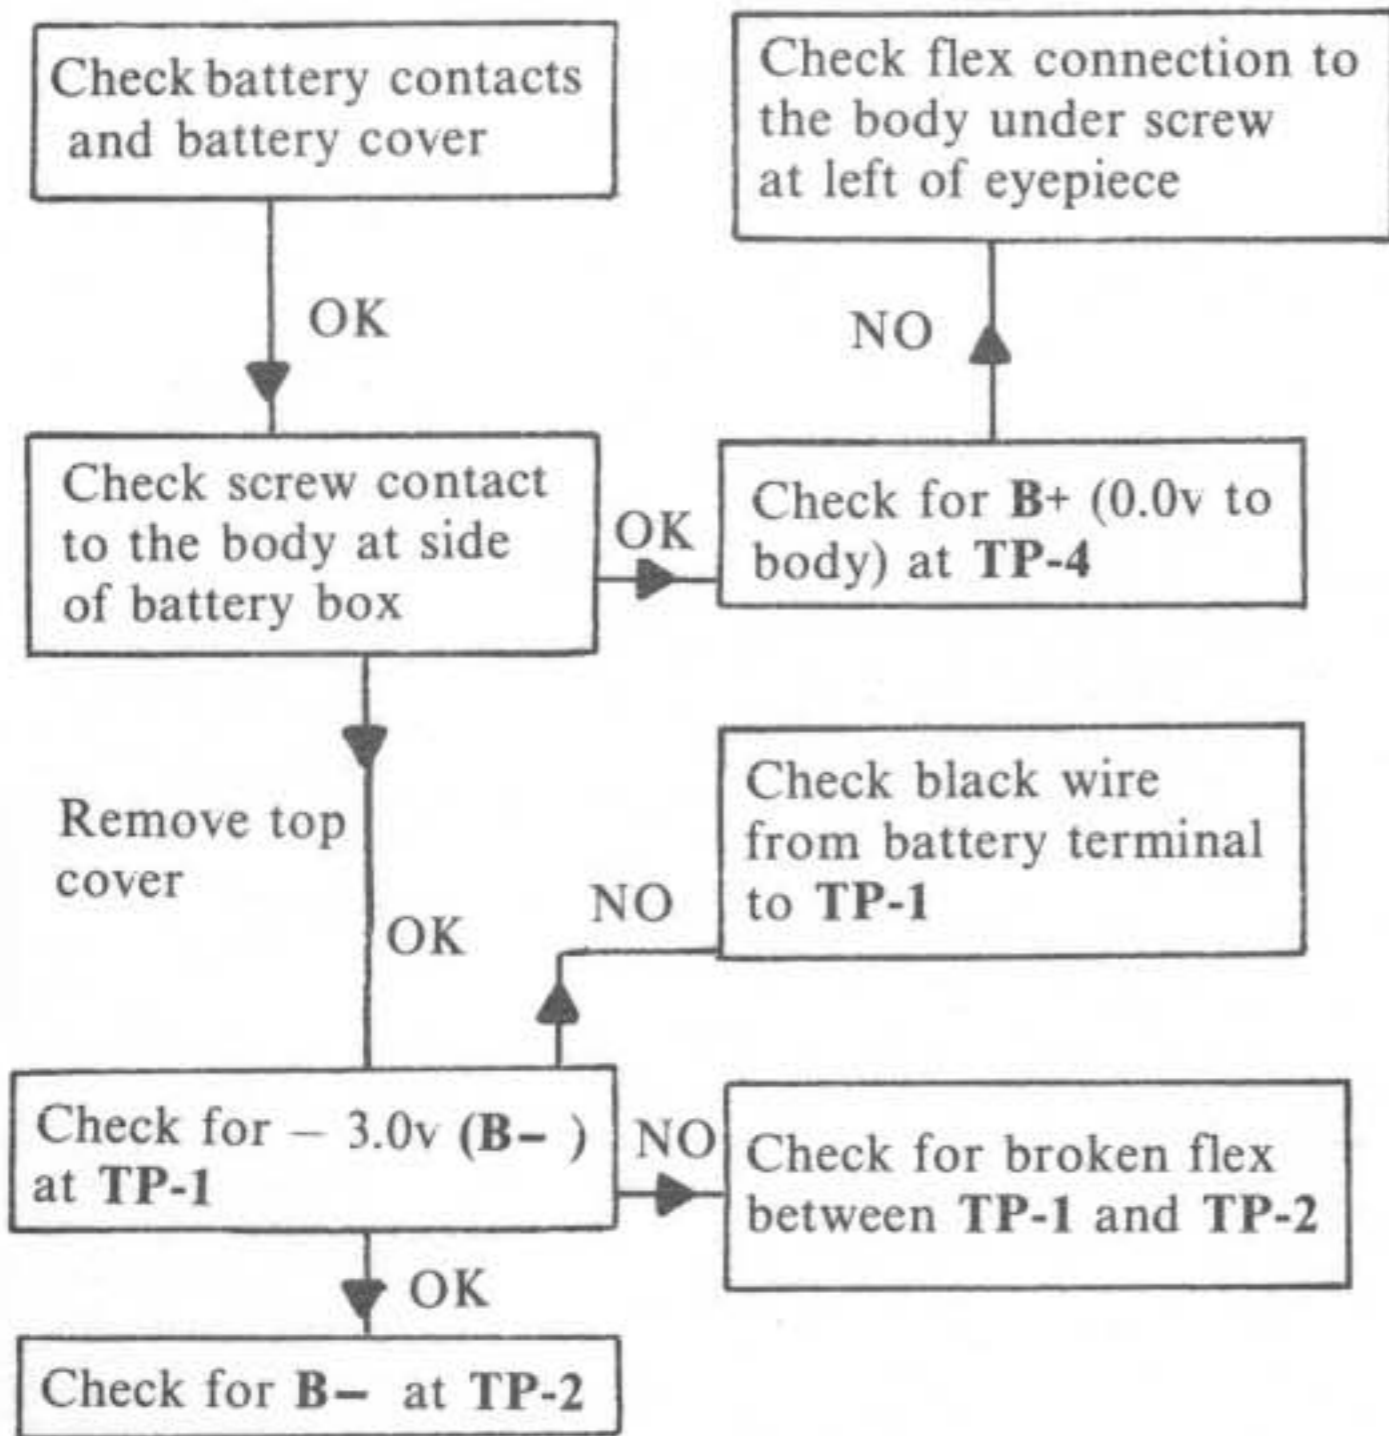 Check battery contacts
and battery cover
OK
Check flex connection to
the body under screw
at left of eyepiece
NO
Check screw contact
to the body at side
of battery box
OK
Check for B+ (0.0v to
body) at TP-4
Remove top
cover
OK
Check black wire
from battery terminal
to TP-1
NO
Check for – 3.0v (B– )
at TP-1
NO
Check for broken flex
between TP-1 and TP-2
OK
Check for B– at TP-2